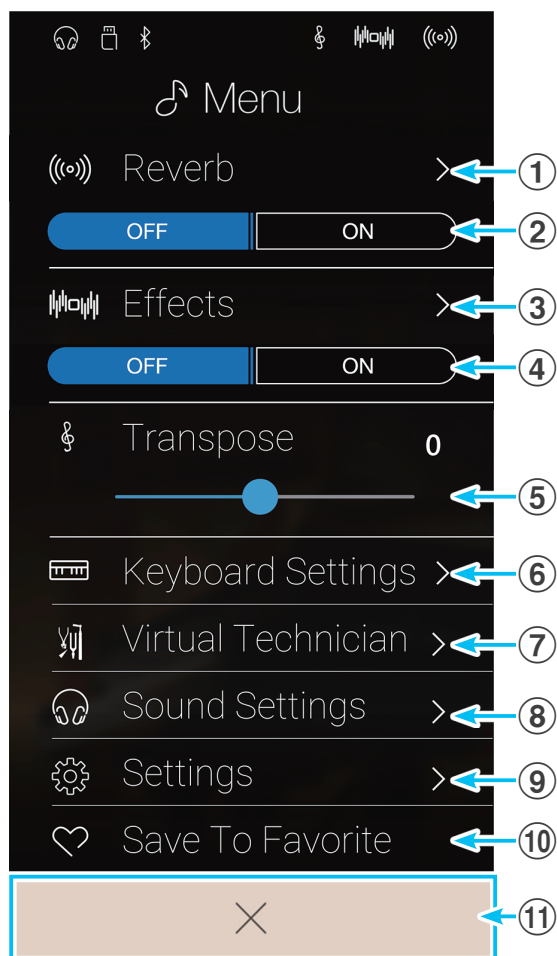 Menu
Reverb ①
OFF ON ②
Effects ③
OFF ON ④
Transpose 0
⑤
Keyboard Settings ⑥
Virtual Technician ⑦
Sound Settings ⑧
Settings ⑨
Save To Favorite ⑩
⑪